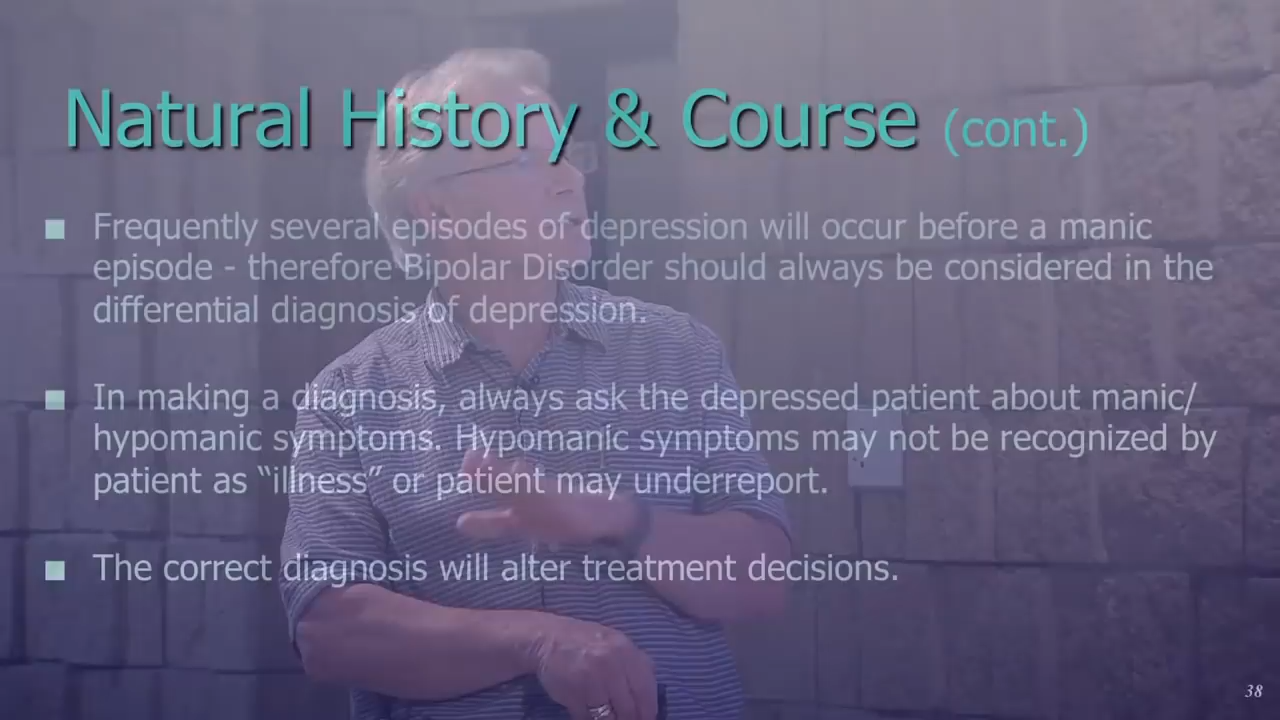 Natural History & Course (cont.)
Frequently several episodes of depression will occur before a manic
episode - therefore Bipolar Disorder should always be considered in the
differential diagnosis of depression.
In making a diagnosis, always ask the depressed patient about manic/
hypomanic symptoms. Hypomanic symptoms may not be recognized by
patient as “illness” or patient may underreport.
The correct diagnosis will alter treatment decisions.
38